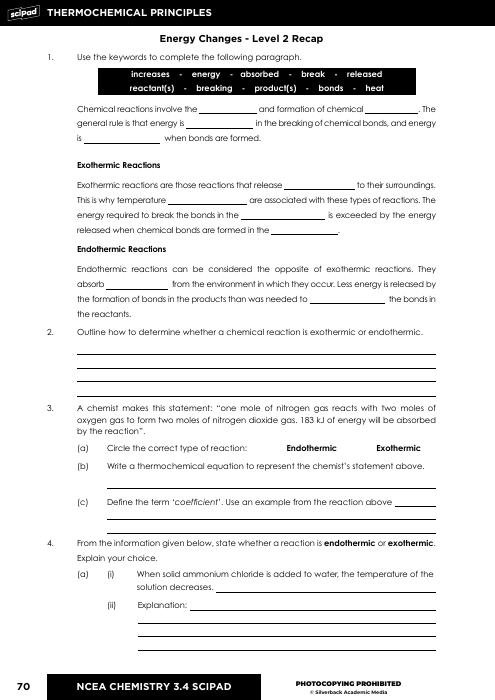 scipad THERMOCHEMICAL PRINCIPLES
Energy Changes - Level 2 Recap
1. Use the keywords to complete the following paragraph.
increases - energy - absorbed - break - released
reactant(s) - breaking - product(s) - bonds - heat
Chemical reactions involve the ____________ and formation of chemical ____________. The
general rule is that energy is ____________ in the breaking of chemical bonds, and energy
is ____________ when bonds are formed.
Exothermic Reactions
Exothermic reactions are those reactions that release ____________ to their surroundings.
This is why temperature ____________ are associated with these types of reactions. The
energy required to break the bonds in the ____________ is exceeded by the energy
released when chemical bonds are formed in the ____________.
Endothermic Reactions
Endothermic reactions can be considered the opposite of exothermic reactions. They
absorb ____________ from the environment in which they occur. Less energy is released by
the formation of bonds in the products than was needed to ____________ the bonds in
the reactants.
2. Outline how to determine whether a chemical reaction is exothermic or endothermic.
3. A chemist makes this statement: “one mole of nitrogen gas reacts with two moles of
oxygen gas to form two moles of nitrogen dioxide gas. 183 kJ of energy will be absorbed
by the reaction”.
(a) Circle the correct type of reaction: Endothermic Exothermic
(b) Write a thermochemical equation to represent the chemist’s statement above.
(c) Define the term ‘coefficient’. Use an example from the reaction above ________
4. From the information given below, state whether a reaction is endothermic or exothermic.
Explain your choice.
(a) (i) When solid ammonium chloride is added to water, the temperature of the
solution decreases. ____________
(ii) Explanation: ____________
70 NCEA CHEMISTRY 3.4 SCIPAD PHOTOCOPYING PROHIBITED
© Silverback Academic Media